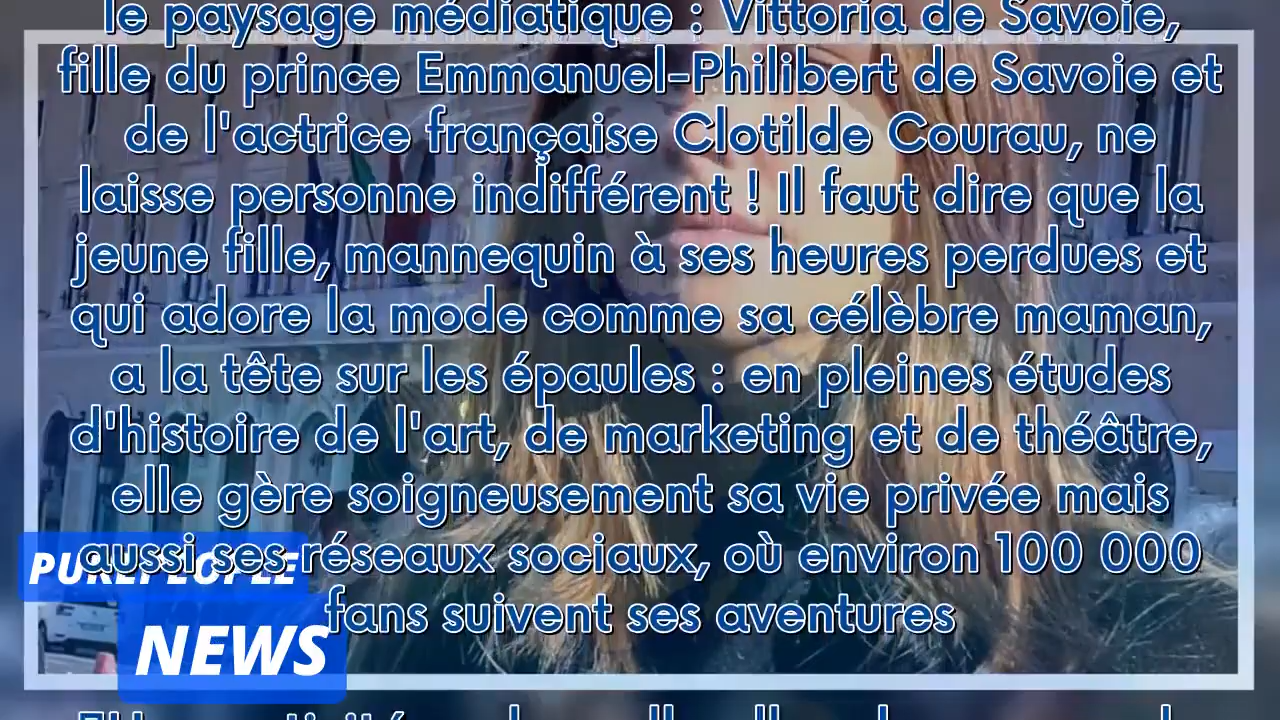 le paysage médiatique : Vittoria de Savoie,
fille du prince Emmanuel-Philibert de Savoie et
de l'actrice française Clotilde Courau, ne
laisse personne indifférent ! Il faut dire que la
jeune fille, mannequin à ses heures perdues et
qui adore la mode comme sa célèbre maman,
a la tête sur les épaules : en pleines études
d'histoire de l'art, de marketing et de théâtre,
elle gère soigneusement sa vie privée mais
aussi ses réseaux sociaux, où environ 100 000
fans suivent ses aventures
PUREPEOPLE
NEWS